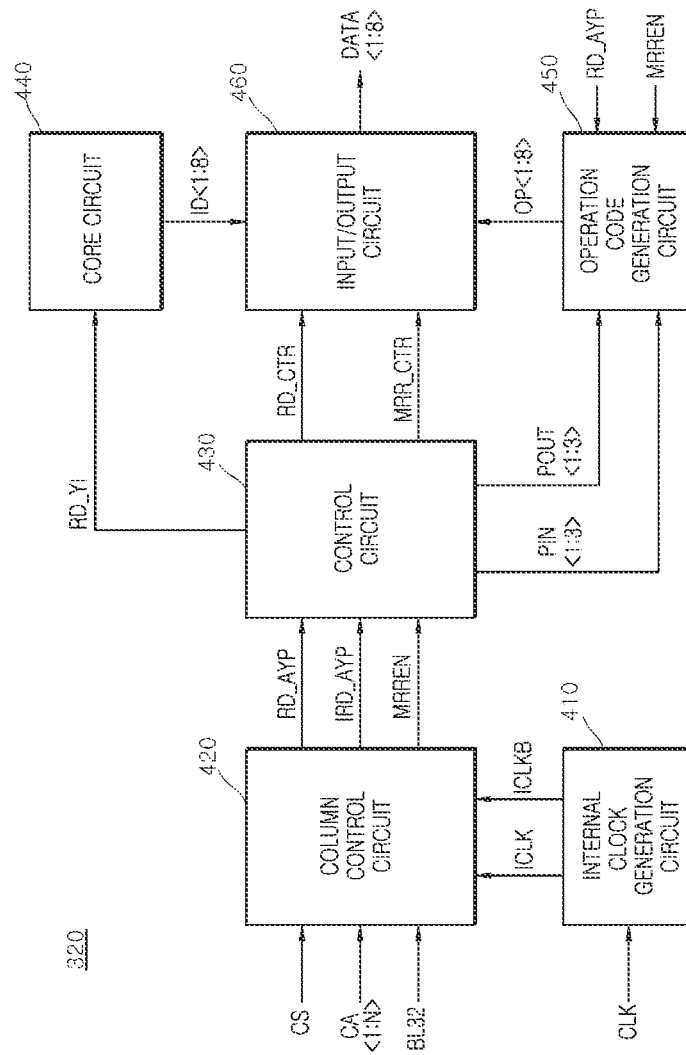 320
CS
CA
<1:N>
BL32
CLK
420
COLUMN
CONTROL
CIRCUIT
ICLK
ICLKB
410
INTERNAL
CLOCK
GENERATION
CIRCUIT
RD_AYP
IRD_AYP
MRREN
RD_YI
430
CONTROL
CIRCUIT
PIN
<1:3>
POUT
<1:3>
RD_CTR
MRR_CTR
440
CORE CIRCUIT
ID<1:8>
460
INPUT/OUTPUT
CIRCUIT
DATA
<1:8>
OP<1:8>
450
OPERATION
CODE
GENERATION
CIRCUIT
RD_AYP
MRREN